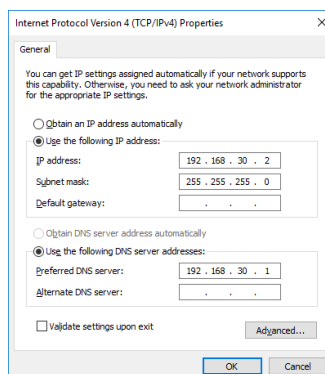 Internet Protocol Version 4 (TCP/IPv4) Properties
General
You can get IP settings assigned automatically if your network supports
this capability. Otherwise, you need to ask your network administrator
for the appropriate IP settings.
Obtain an IP address automatically
Use the following IP address:
IP address: 192 . 168 . 30 . 2
Subnet mask: 255 . 255 . 255 . 0
Default gateway: . . .
Obtain DNS server address automatically
Use the following DNS server addresses:
Preferred DNS server: 192 . 168 . 30 . 1
Alternate DNS server: . . .
Validate settings upon exit
Advanced...
OK Cancel